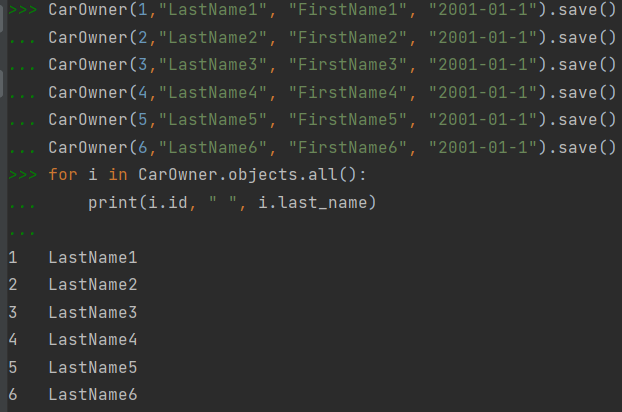 >>> CarOwner(1,"LastName1", "FirstName1", "2001-01-1").save()
... CarOwner(2,"LastName2", "FirstName2", "2001-01-1").save()
... CarOwner(3,"LastName3", "FirstName3", "2001-01-1").save()
... CarOwner(4,"LastName4", "FirstName4", "2001-01-1").save()
... CarOwner(5,"LastName5", "FirstName5", "2001-01-1").save()
... CarOwner(6,"LastName6", "FirstName6", "2001-01-1").save()
>>> for i in CarOwner.objects.all():
...     print(i.id, " ", i.last_name)
...
1   LastName1
2   LastName2
3   LastName3
4   LastName4
5   LastName5
6   LastName6